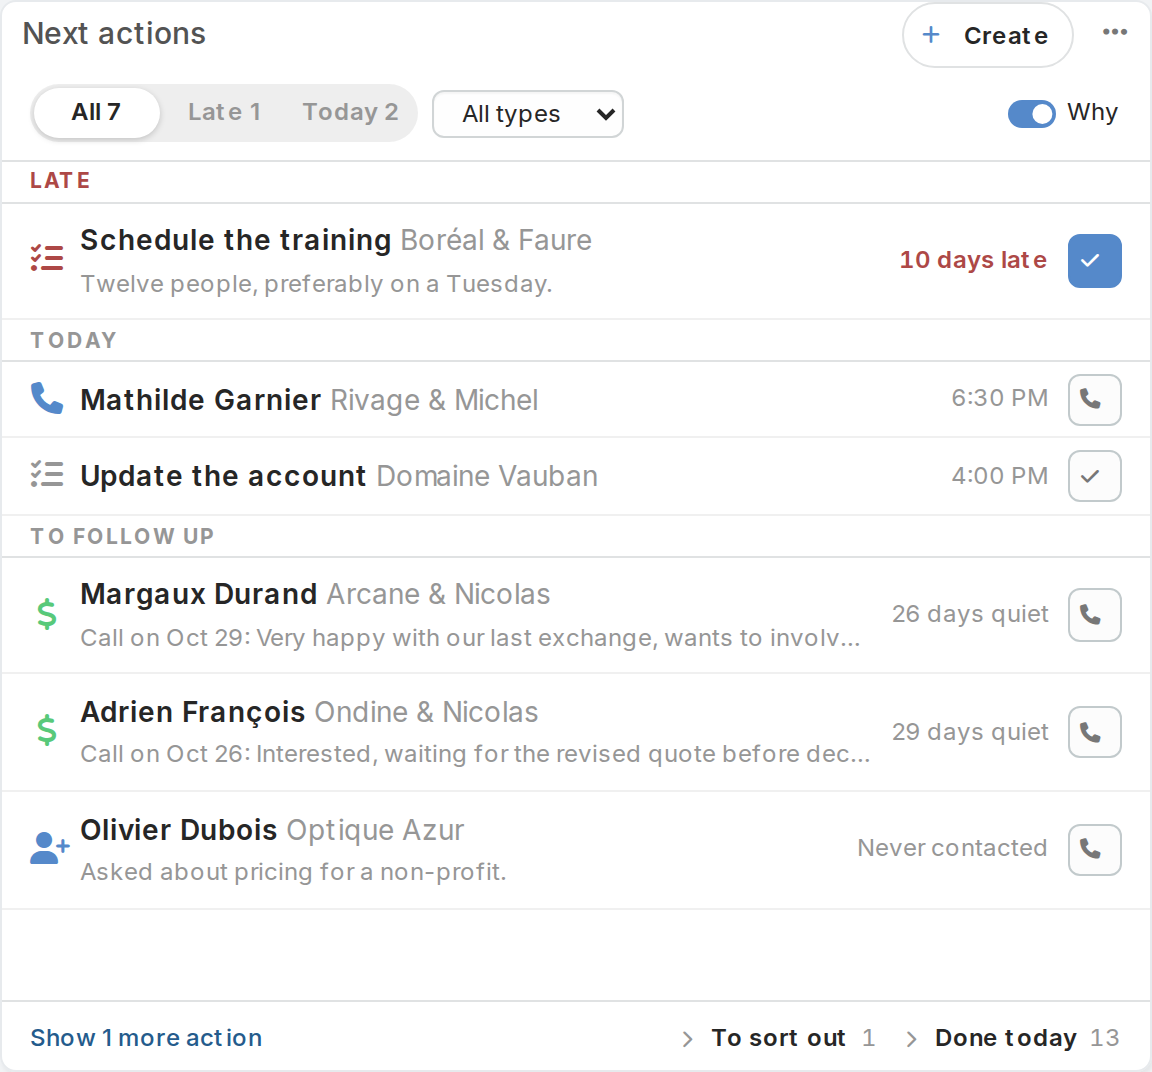 Next actions
+ Create •••
All 7 Late 1 Today 2 All types Why
LATE
Schedule the training Boréal & Faure
10 days late
Twelve people, preferably on a Tuesday.
TODAY
Mathilde Garnier Rivage & Michel 6:30 PM
Update the account Domaine Vauban 4:00 PM
TO FOLLOW UP
Margaux Durand Arcane & Nicolas
26 days quiet
Call on Oct 29: Very happy with our last exchange, wants to involv...
Adrien François Ondine & Nicolas
29 days quiet
Call on Oct 26: Interested, waiting for the revised quote before dec...
Olivier Dubois Optique Azur
Never contacted
Asked about pricing for a non-profit.
Show 1 more action To sort out 1 Done today 13